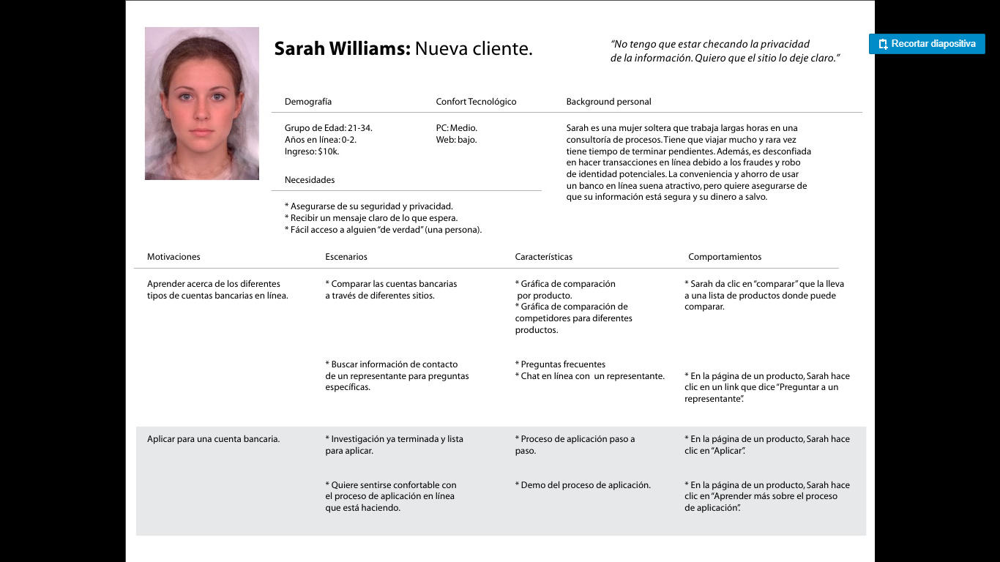 Sarah Williams: Nueva cliente.
“No tengo que estar checando la privacidad
de la información. Quiero que el sitio lo deje claro.”
Recortar diapositiva
Demografía
Grupo de Edad: 21-34.
Años en línea: 0-2.
Ingreso: $10k.
Confort Tecnológico
PC: Medio.
Web: bajo.
Background personal
Sarah es una mujer soltera que trabaja largas horas en una
consultoría de procesos. Tiene que viajar mucho y rara vez
tiene tiempo de terminar pendientes. Además, es desconfiada
en hacer transacciones en línea debido a los fraudes y robo
de identidad potenciales. La conveniencia y ahorro de usar
un banco en línea suena atractivo, pero quiere asegurarse de
que su información está segura y su dinero a salvo.
Necesidades
* Asegurarse de su seguridad y privacidad.
* Recibir un mensaje claro de lo que espera.
* Fácil acceso a alguien “de verdad” (una persona).
Motivaciones
Escenarios
Características
Comportamientos
Aprender acerca de los diferentes
tipos de cuentas bancarias en línea.
* Comparar las cuentas bancarias
a través de diferentes sitios.
* Gráfica de comparación
por producto.
* Gráfica de comparación de
competidores para diferentes
productos.
* Sarah da clic en “comparar” que la lleva
a una lista de productos donde puede
comparar.
* Buscar información de contacto
de un representante para preguntas
específicas.
* Preguntas frecuentes
* Chat en línea con un representante.
* En la página de un producto, Sarah hace
clic en un link que dice “Preguntar a un
representante”.
Aplicar para una cuenta bancaria.
* Investigación ya terminada y lista
para aplicar.
* Proceso de aplicación paso a
paso.
* En la página de un producto, Sarah hace
clic en “Aplicar”.
* Quiere sentirse confortable con
el proceso de aplicación en línea
que está haciendo.
* Demo del proceso de aplicación.
* En la página de un producto, Sarah hace
clic en “Aprender más sobre el proceso
de aplicación”.